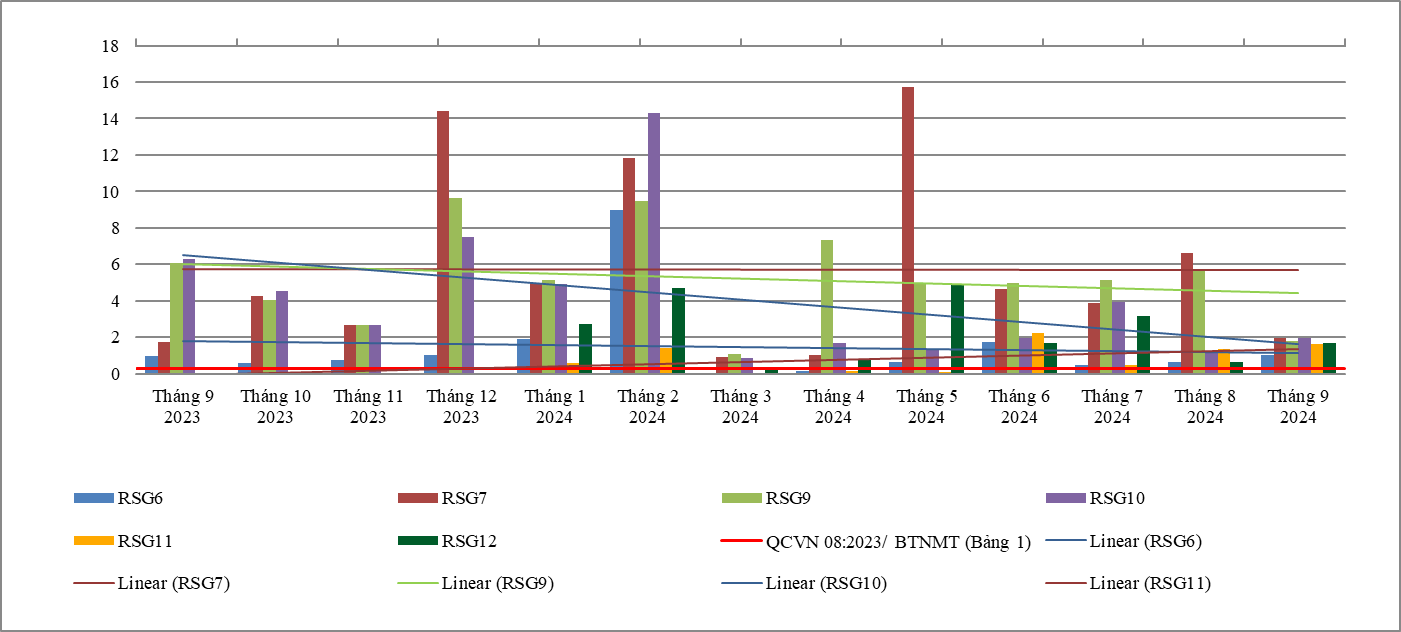 18
16
14
12
10
8
6
4
2
0
Tháng 9 2023
Tháng 10 2023
Tháng 11 2023
Tháng 12 2023
Tháng 1 2024
Tháng 2 2024
Tháng 3 2024
Tháng 4 2024
Tháng 5 2024
Tháng 6 2024
Tháng 7 2024
Tháng 8 2024
Tháng 9 2024
RSG6
RSG7
RSG9
RSG10
RSG11
RSG12
QCVN 08:2023/ BTNMT (Bảng 1)
Linear (RSG6)
Linear (RSG7)
Linear (RSG9)
Linear (RSG10)
Linear (RSG11)